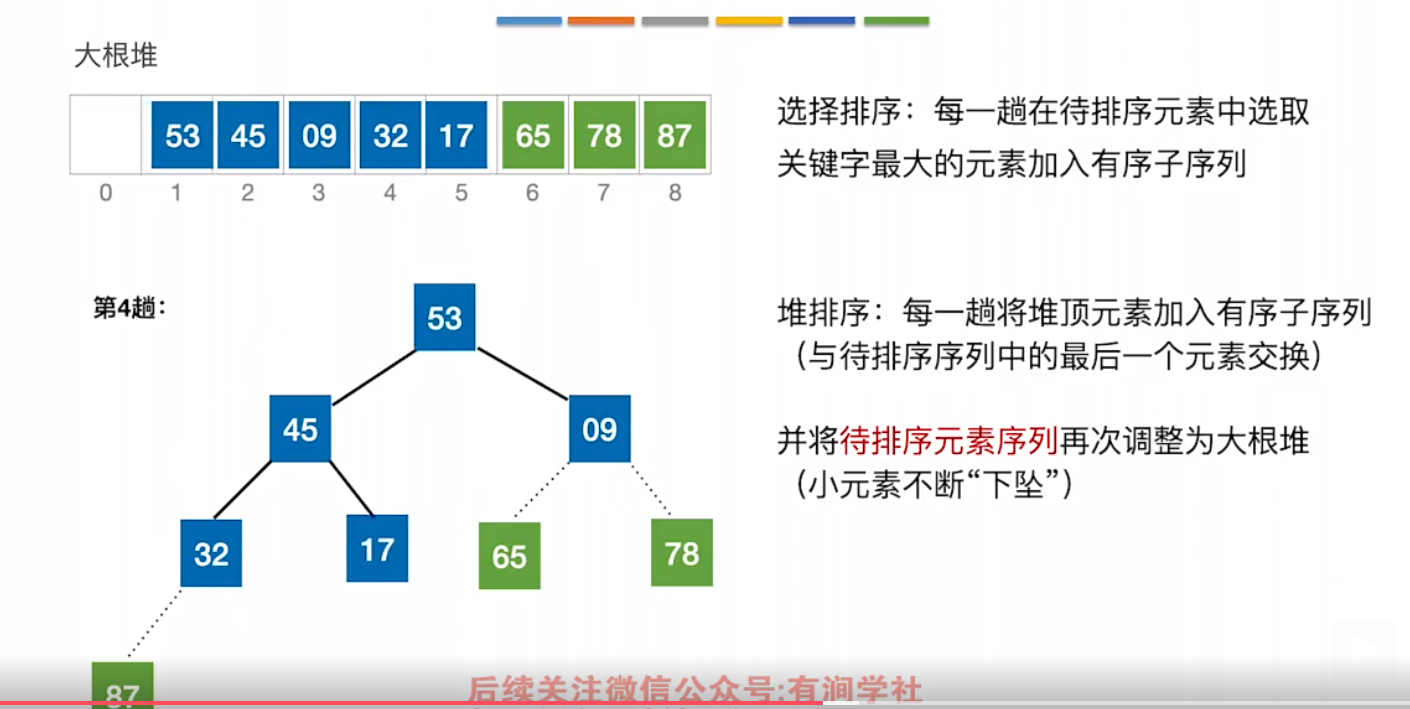 大根堆
53 45 09 32 17 65 78 87
0 1 2 3 4 5 6 7 8
选择排序：每一趟在待排序元素中选取
关键字最大的元素加入有序子序列
第4趟：
53
45 09
32 17 65 78
87
堆排序：每一趟将堆顶元素加入有序子序列
（与待排序序列中的最后一个元素交换）
并将待排序元素序列再次调整为大根堆
（小元素不断“下坠”）
后续关注微信公众号:有涧学社